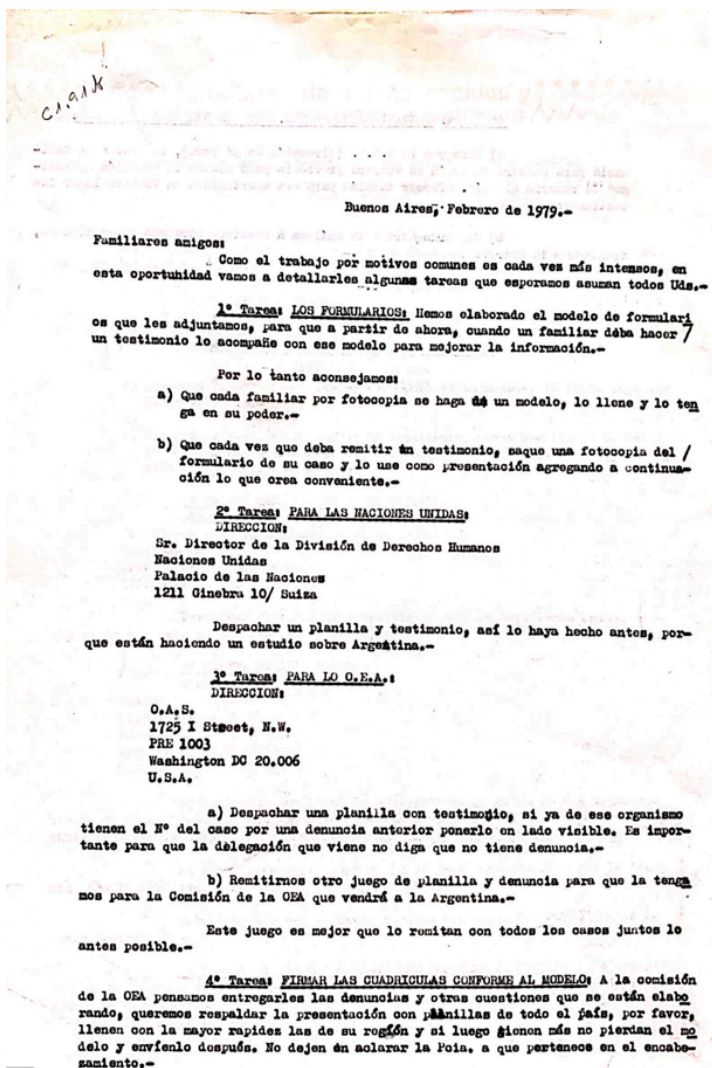 C1.91k
Buenos Aires, Febrero de 1979.-
Familiares amigos:
Como el trabajo por motivos comunes es cada vez más intensos, en
esta oportuhidad vamos a detallarles algunas tareas que esperamos asuman todos Uds.-
1º Tarea: LOS FORMULARIOS: Hemos elaborado el modelo de formulari
os que les adjuntamos, para que a partir de ahora, cuando un familiar déba hacer /
un testimonio lo acompañe con ese modelo para mejorar la información.-
Por lo tanto aconsejamos:
a) Que cada familiar por fotocopia se haga un modelo, lo llene y lo ten
ga en su poder.-
b) Que cada vez que deba remitir un testimonio, saque una fotocopia del /
formulario de su caso y lo use como presentación agregando a continua-
ción lo que crea conveniente.-
2º Tarea: PARA LAS NACIONES UNIDAS:
DIRECCION:
Sr. Director de la División de Derechos Humanos
Naciones Unidas
Palacio de las Naciones
1211 Ginebra 10/ Suiza
Despachar un planilla y testimonio, así lo haya hecho antes, por-
que están haciendo un estudio sobre Argentina.-
3º Tarea: PARA LO O.E.A.:
DIRECCION:
O.A.S.
1725 I Street, N.W.
PRE 1003
Washington DC 20.006
U.S.A.
a) Despachar una planilla con testimonio, si ya de ese organismo
tienen el Nº del caso por una denuncia anterior ponerlo en lado visible. Es impor-
tante para que la délegación que viene no diga que no tiene denuncia.-
b) Remitirnos otro juego de planilla y denuncia para que la tenga
mos para la Comisión de la OEA que vendrá a la Argentina.-
Este juego es mejor que lo remitan con todos los casos juntos lo
antes posible.-
4º Tarea: FIRMAR LAS CUADRICULAS CONFORME AL MODELO: A la comisión
de la OEA pensamos entregarles las denuncias y otras cuestiones que se están elabo
rando, queremos respaldar la presentación con planillas de todo el país, por favor,
llenen con la mayor rapidez las de su región y si luego tienen más no pierdan el mo
delo y envíenlo después. No dejen en aclarar la Pcia. a que pertenece en el encabe-
zamiento.-